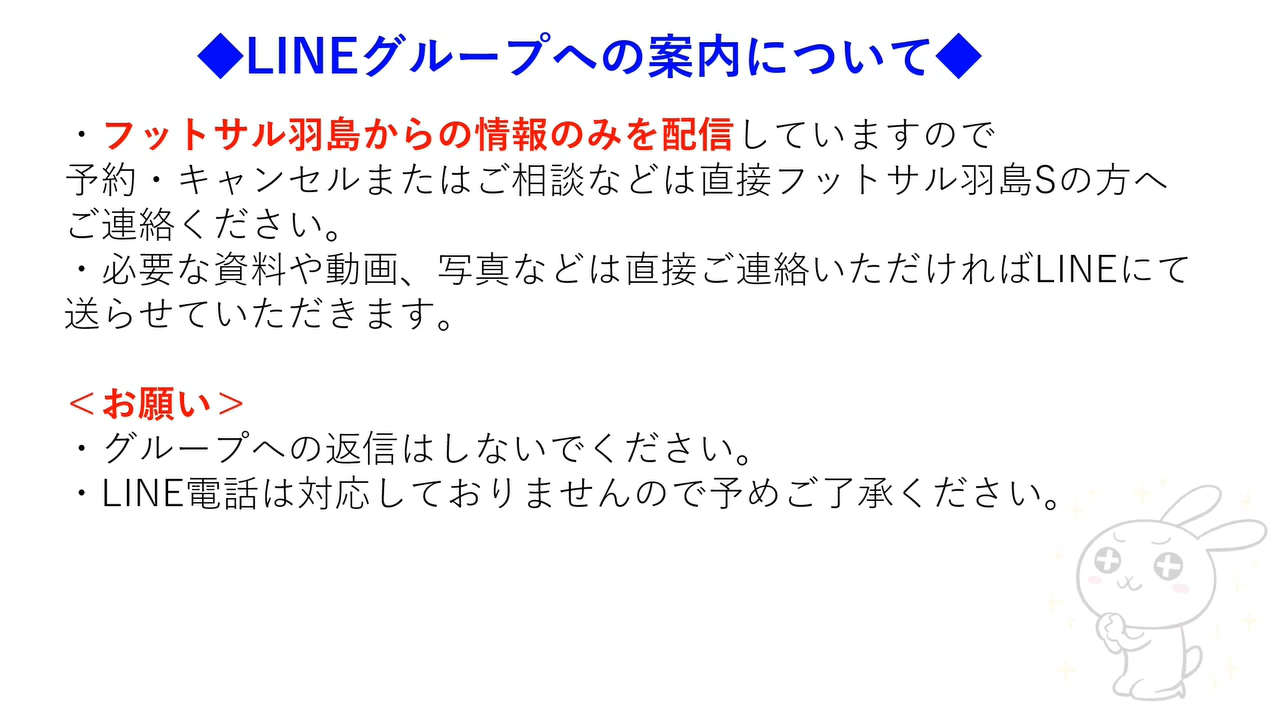 ◆LINEグループへの案内について◆
・フットサル羽島からの情報のみを配信していますので
予約・キャンセルまたはご相談などは直接フットサル羽島Sの方へ
ご連絡ください。
・必要な資料や動画、写真などは直接ご連絡いただければLINEにて
送らせていただきます。
＜お願い＞
・グループへの返信はしないでください。
・LINE電話は対応しておりませんので予めご了承ください。